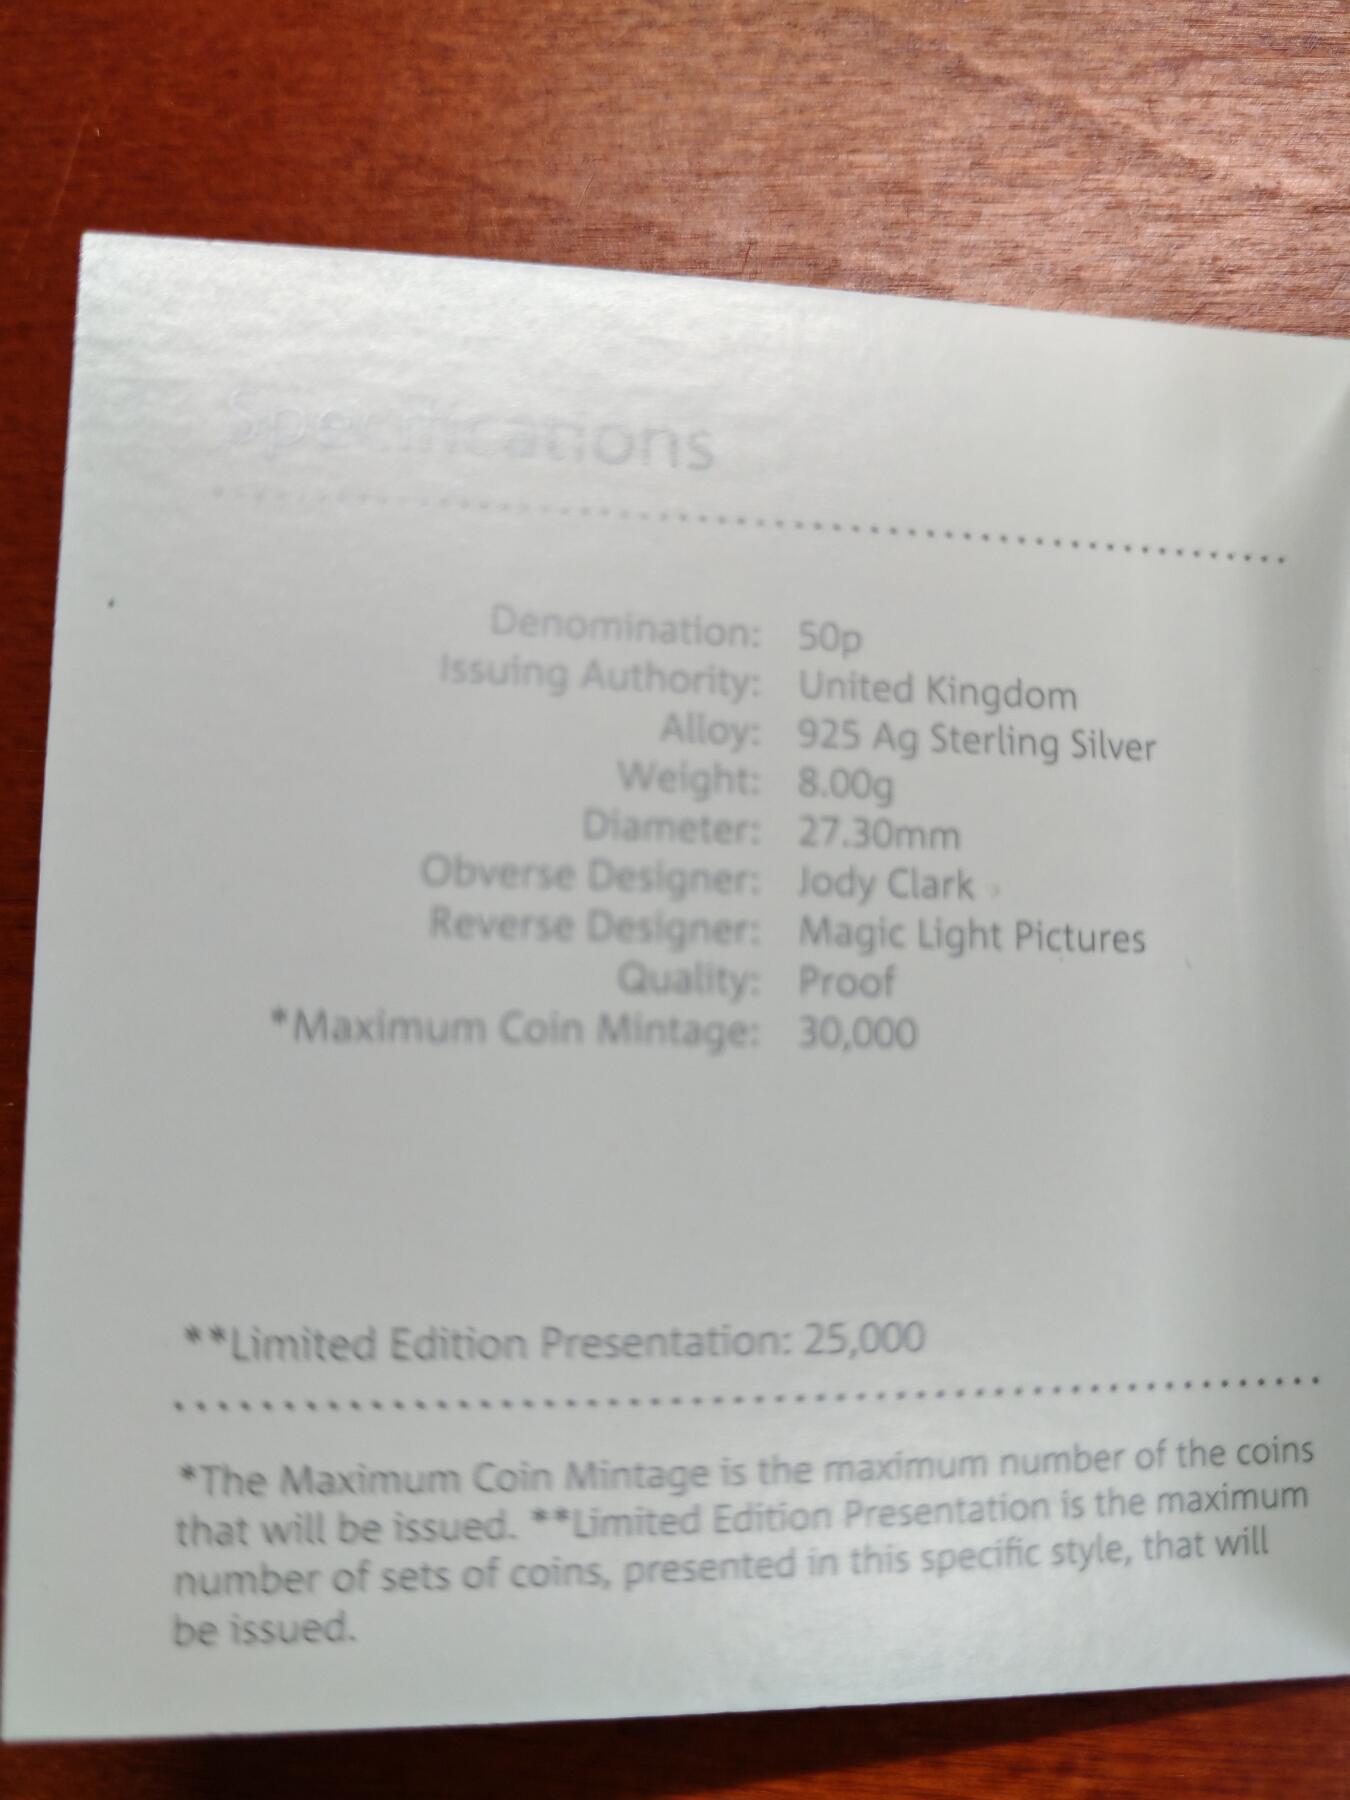 Specifications
Denomination: 50p
Issuing Authority: United Kingdom
Alloy: 925 Ag Sterling Silver
Weight: 8.00g
Diameter: 27.30mm
Obverse Designer: Jody Clark
Reverse Designer: Magic Light Pictures
Quality: Proof
*Maximum Coin Mintage: 30,000
**Limited Edition Presentation: 25,000
*The Maximum Coin Mintage is the maximum number of the coins
that will be issued. **Limited Edition Presentation is the maximum
number of sets of coins, presented in this specific style, that will
be issued.